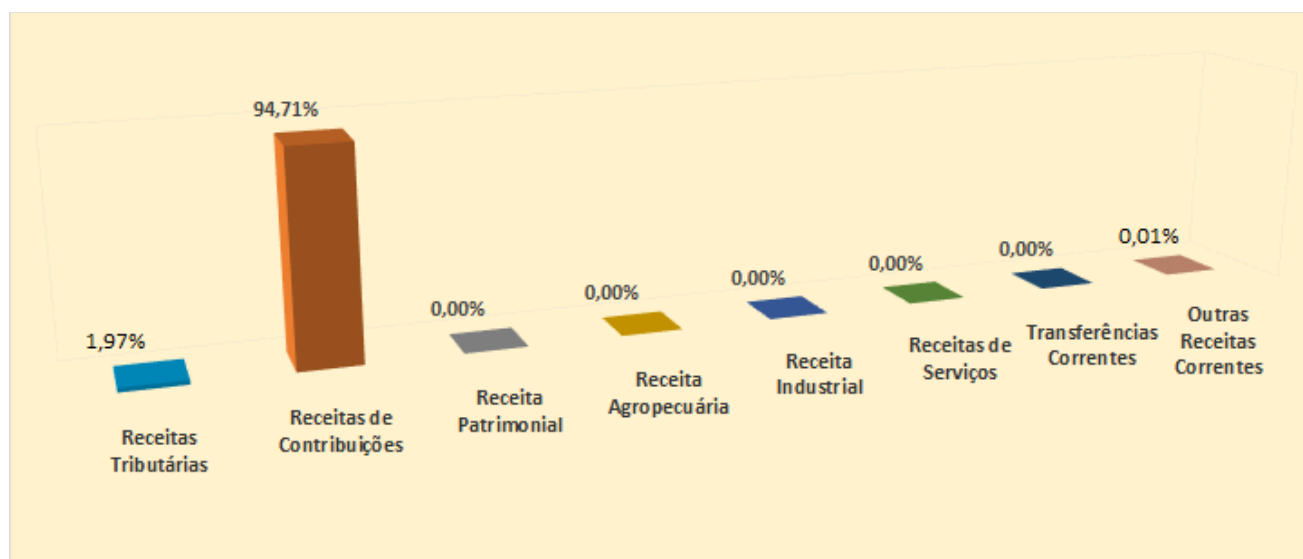 94,71%
1,97%
0,00%
0,00%
0,00%
0,00%
0,00%
0,01%
Receitas
Tributárias
Receitas de
Contribuições
Receita
Patrimonial
Receita
Agropecuária
Receita
Industrial
Receitas de
Serviços
Transferências
Correntes
Outras
Receitas
Correntes